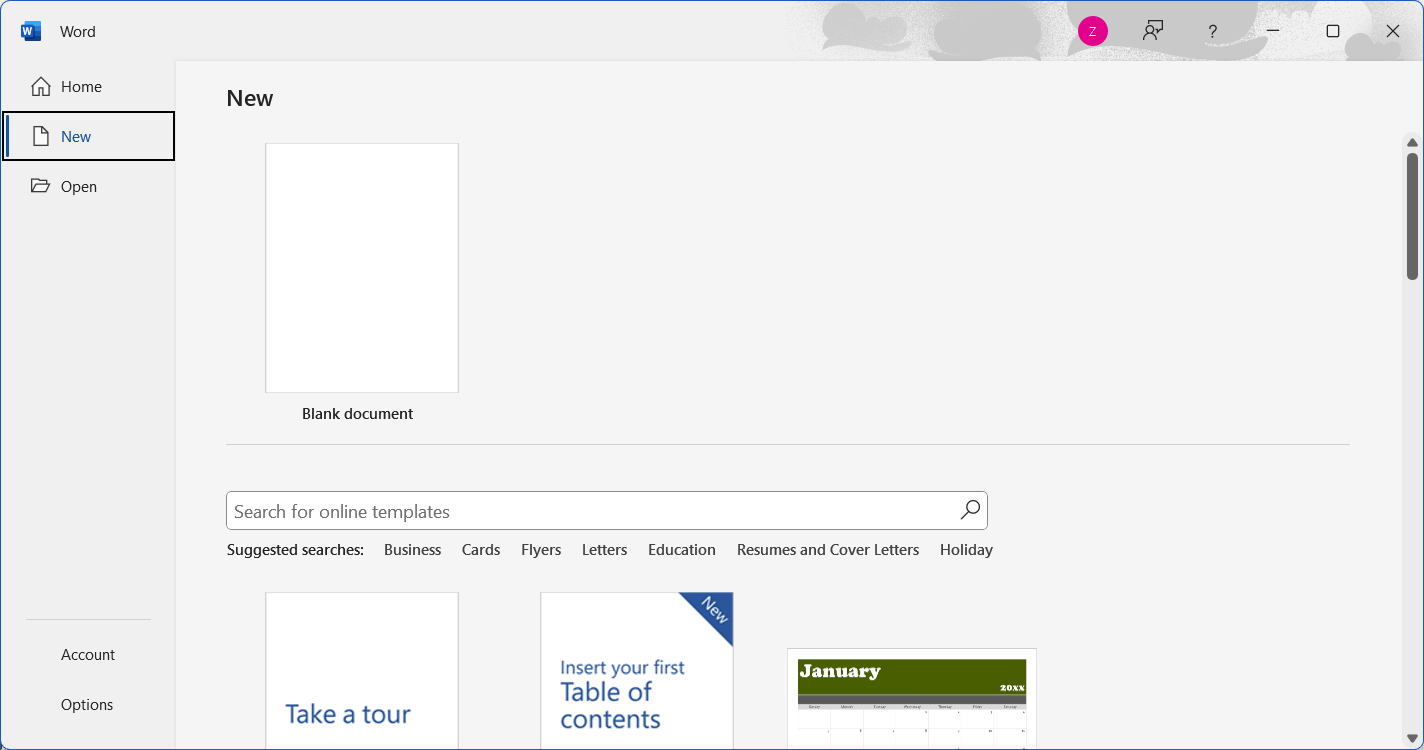 Word
Z
?
Home
New
Open
Account
Options
New
Blank document
Search for online templates
Suggested searches: Business Cards Flyers Letters Education Resumes and Cover Letters Holiday
Take a tour
New
Insert your first
Table of
contents
January
20XX